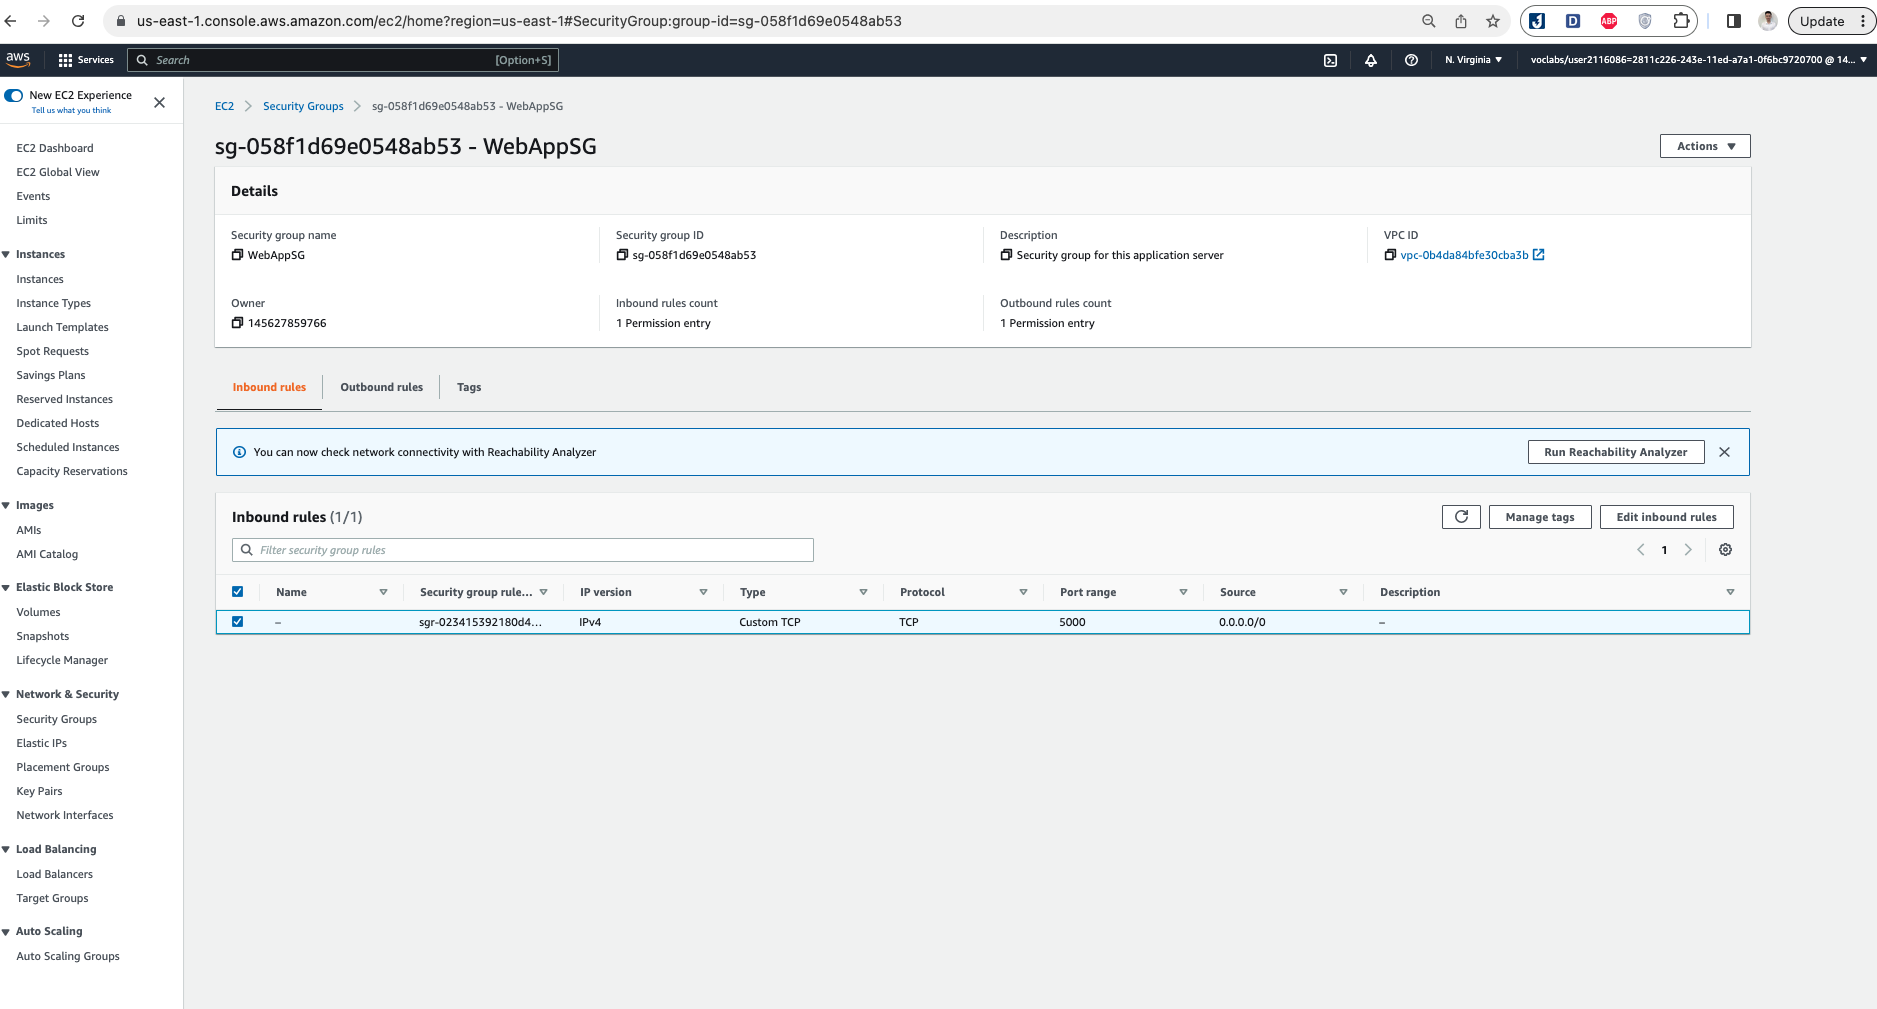 us-east-1.console.aws.amazon.com/ec2/home?region=us-east-1#SecurityGroup:group-id=sg-058f1d69e0548ab53
ABP
D
Update
aws
Services
Search
[Option+S]
N. Virginia
voclabs/user2116086=2811c226-243e-11ed-a7a1-0f6bc9720700 @ 14...
New EC2 Experience
Tell us what you think
EC2 Dashboard
EC2 Global View
Events
Limits
Instances
Instances
Instance Types
Launch Templates
Spot Requests
Savings Plans
Reserved Instances
Dedicated Hosts
Scheduled Instances
Capacity Reservations
Images
AMIs
AMI Catalog
Elastic Block Store
Volumes
Snapshots
Lifecycle Manager
Network & Security
Security Groups
Elastic IPs
Placement Groups
Key Pairs
Network Interfaces
Load Balancing
Load Balancers
Target Groups
Auto Scaling
Auto Scaling Groups
EC2 > Security Groups > sg-058f1d69e0548ab53 - WebAppSG
sg-058f1d69e0548ab53 - WebAppSG
Actions
Details
Security group name
WebAppSG
Security group ID
sg-058f1d69e0548ab53
Description
Security group for this application server
VPC ID
vpc-0b4da84bfe30cba3b
Owner
145627859766
Inbound rules count
1 Permission entry
Outbound rules count
1 Permission entry
Inbound rules
Outbound rules
Tags
You can now check network connectivity with Reachability Analyzer
Run Reachability Analyzer
Inbound rules (1/1)
Manage tags
Edit inbound rules
Filter security group rules
1
Name Security group rule... IP version Type Protocol Port range Source Description
– sgr-023415392180d4... IPv4 Custom TCP TCP 5000 0.0.0.0/0 –